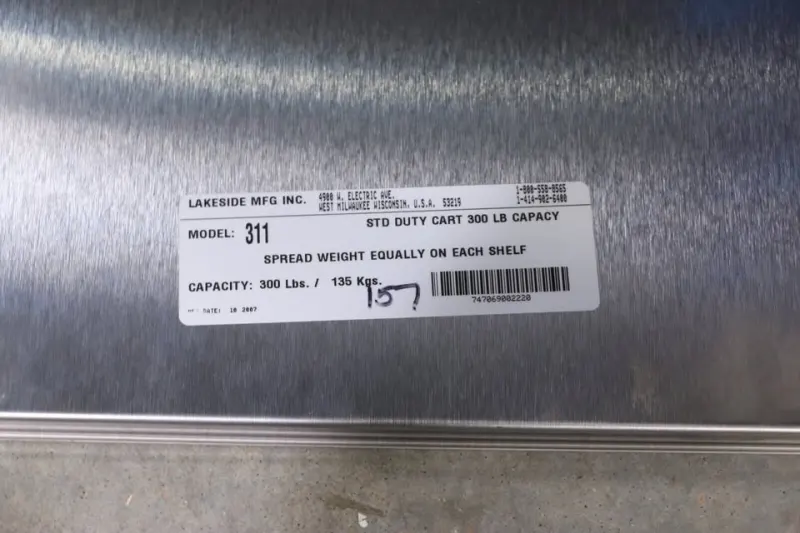 LAKESIDE MFG INC. 4900 W. ELECTRIC AVE. 1-800-558-8565
WEST MILWAUKEE WISCONSIN, U.S.A. 53219 1-414-902-6400
MODEL: 311 STD DUTY CART 300 LB CAPACY
SPREAD WEIGHT EQUALLY ON EACH SHELF
CAPACITY: 300 Lbs. / 135 Kgs.
157
747069002220
DATE: 10 2007